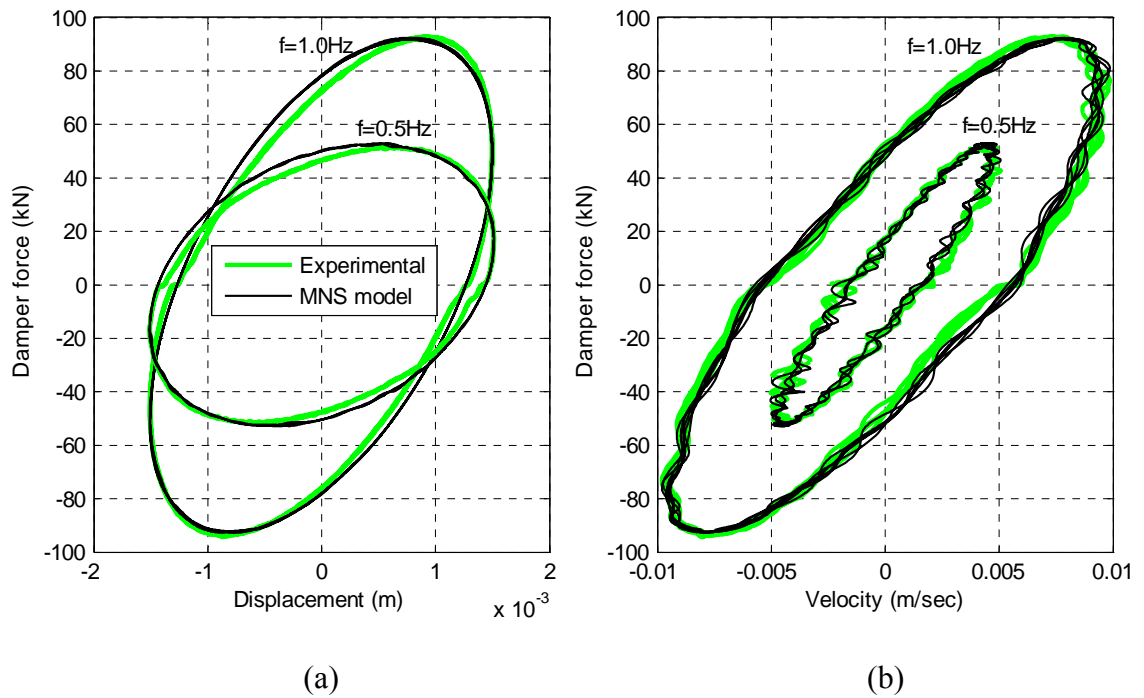 100
80
60
40
20
0
-20
-40
-60
-80
-100
-2
-1
0
1
2
x 10⁻³
Displacement (m)
Damper force (kN)
f=1.0Hz
f=0.5Hz
Experimental
MNS model
(a)
100
80
60
40
20
0
-20
-40
-60
-80
-100
-0.01
-0.005
0
0.005
0.01
Velocity (m/sec)
Damper force (kN)
f=1.0Hz
f=0.5Hz
(b)